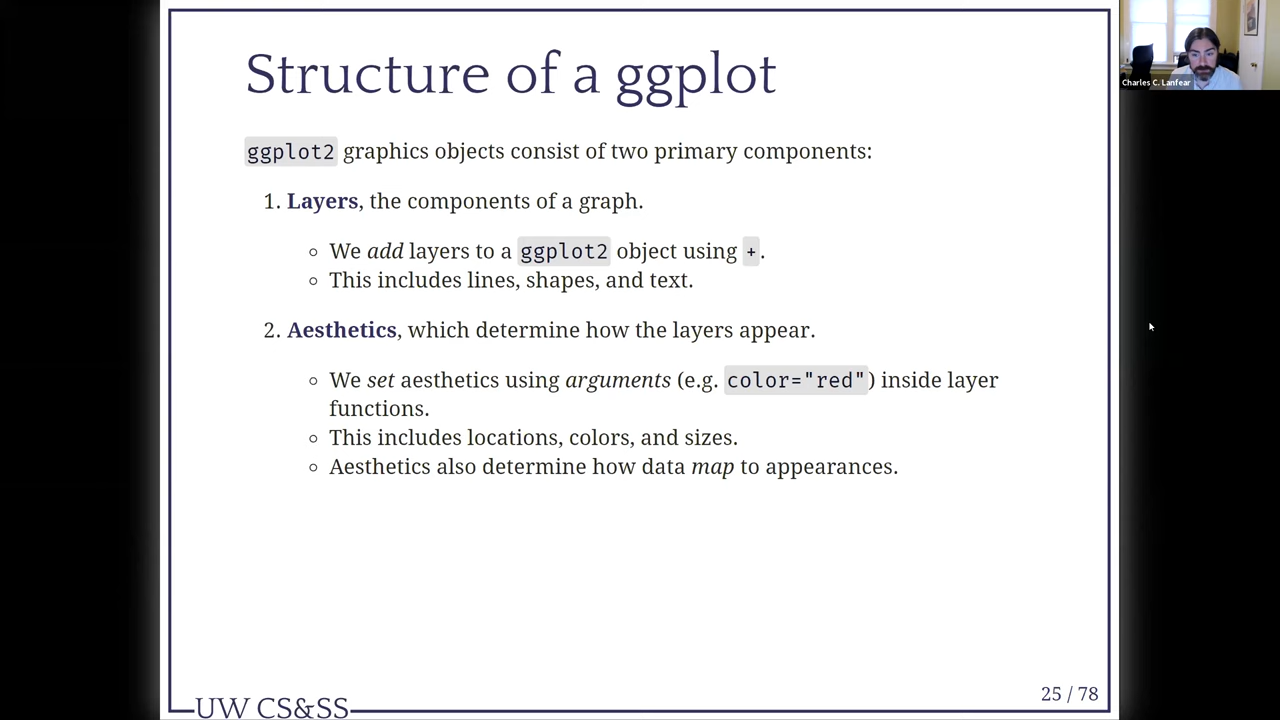 Structure of a ggplot
Charles C. Lanfear
ggplot2 graphics objects consist of two primary components:
1. Layers, the components of a graph.
We add layers to a ggplot2 object using +.
This includes lines, shapes, and text.
2. Aesthetics, which determine how the layers appear.
We set aesthetics using arguments (e.g. color="red") inside layer
functions.
This includes locations, colors, and sizes.
Aesthetics also determine how data map to appearances.
25 / 78
UW CS&SS